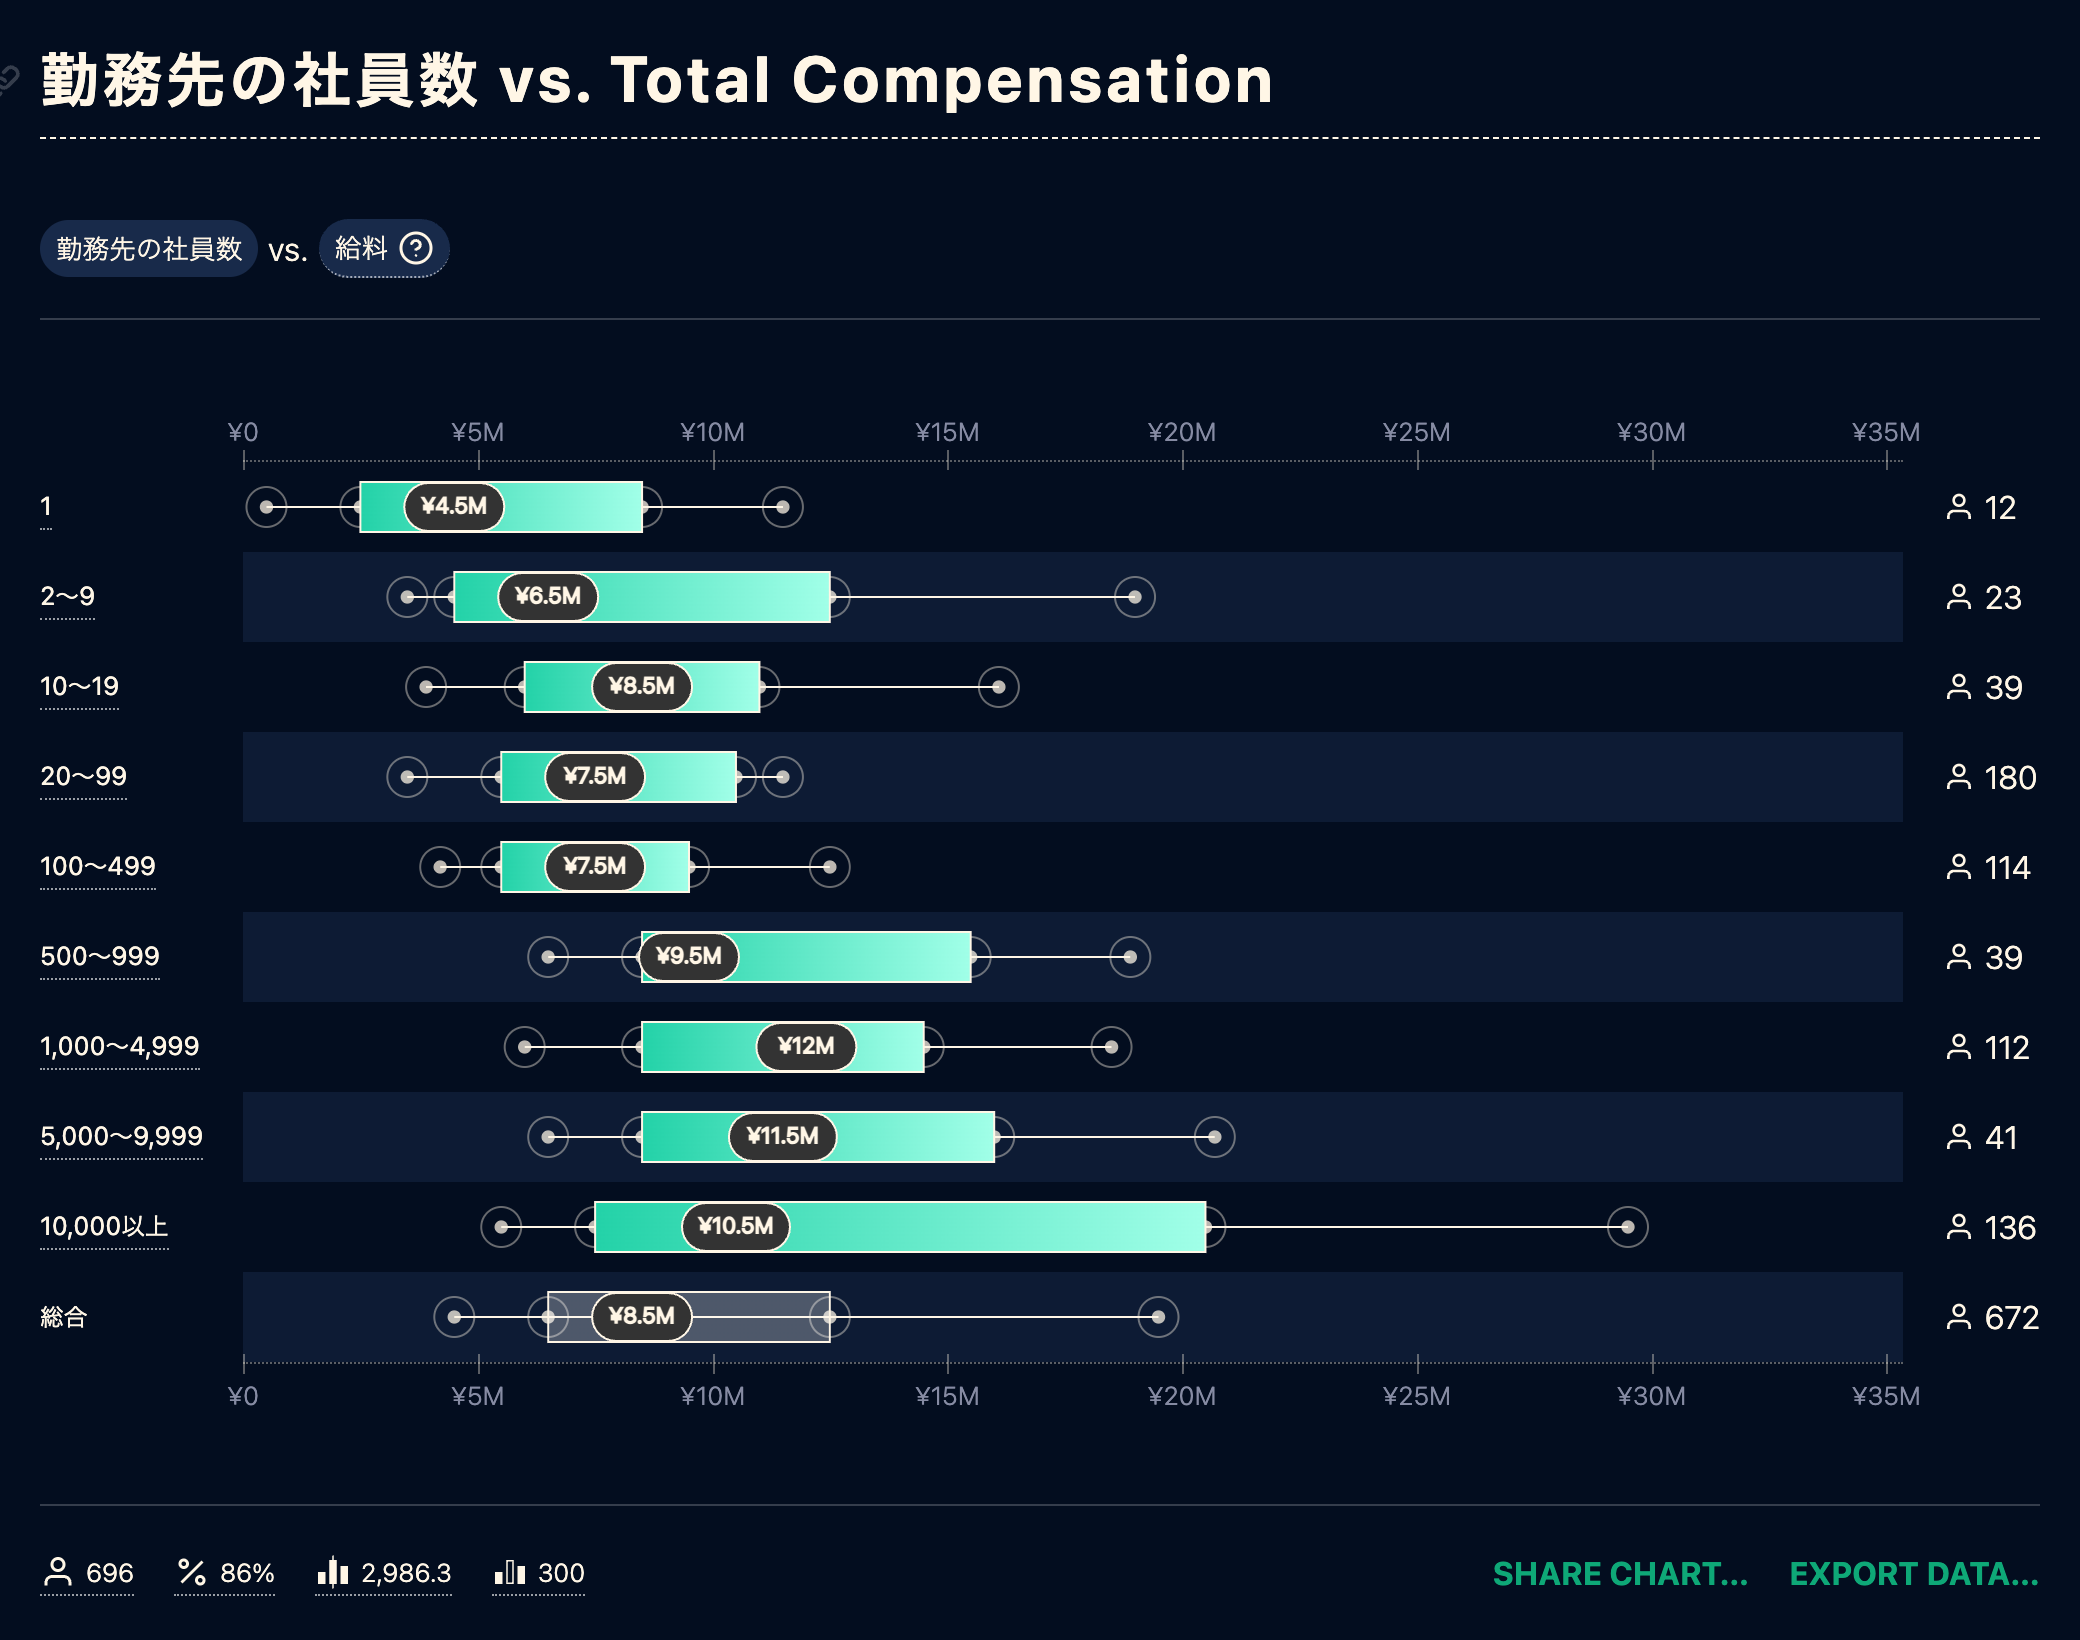 勤務先の社員数 vs. Total Compensation
勤務先の社員数 vs. 給料
¥0 ¥5M ¥10M ¥15M ¥20M ¥25M ¥30M ¥35M
1 ¥4.5M 12
2〜9 ¥6.5M 23
10〜19 ¥8.5M 39
20〜99 ¥7.5M 180
100〜499 ¥7.5M 114
500〜999 ¥9.5M 39
1,000〜4,999 ¥12M 112
5,000〜9,999 ¥11.5M 41
10,000以上 ¥10.5M 136
総合 ¥8.5M 672
¥0 ¥5M ¥10M ¥15M ¥20M ¥25M ¥30M ¥35M
696 86% 2,986.3 300 SHARE CHART... EXPORT DATA...